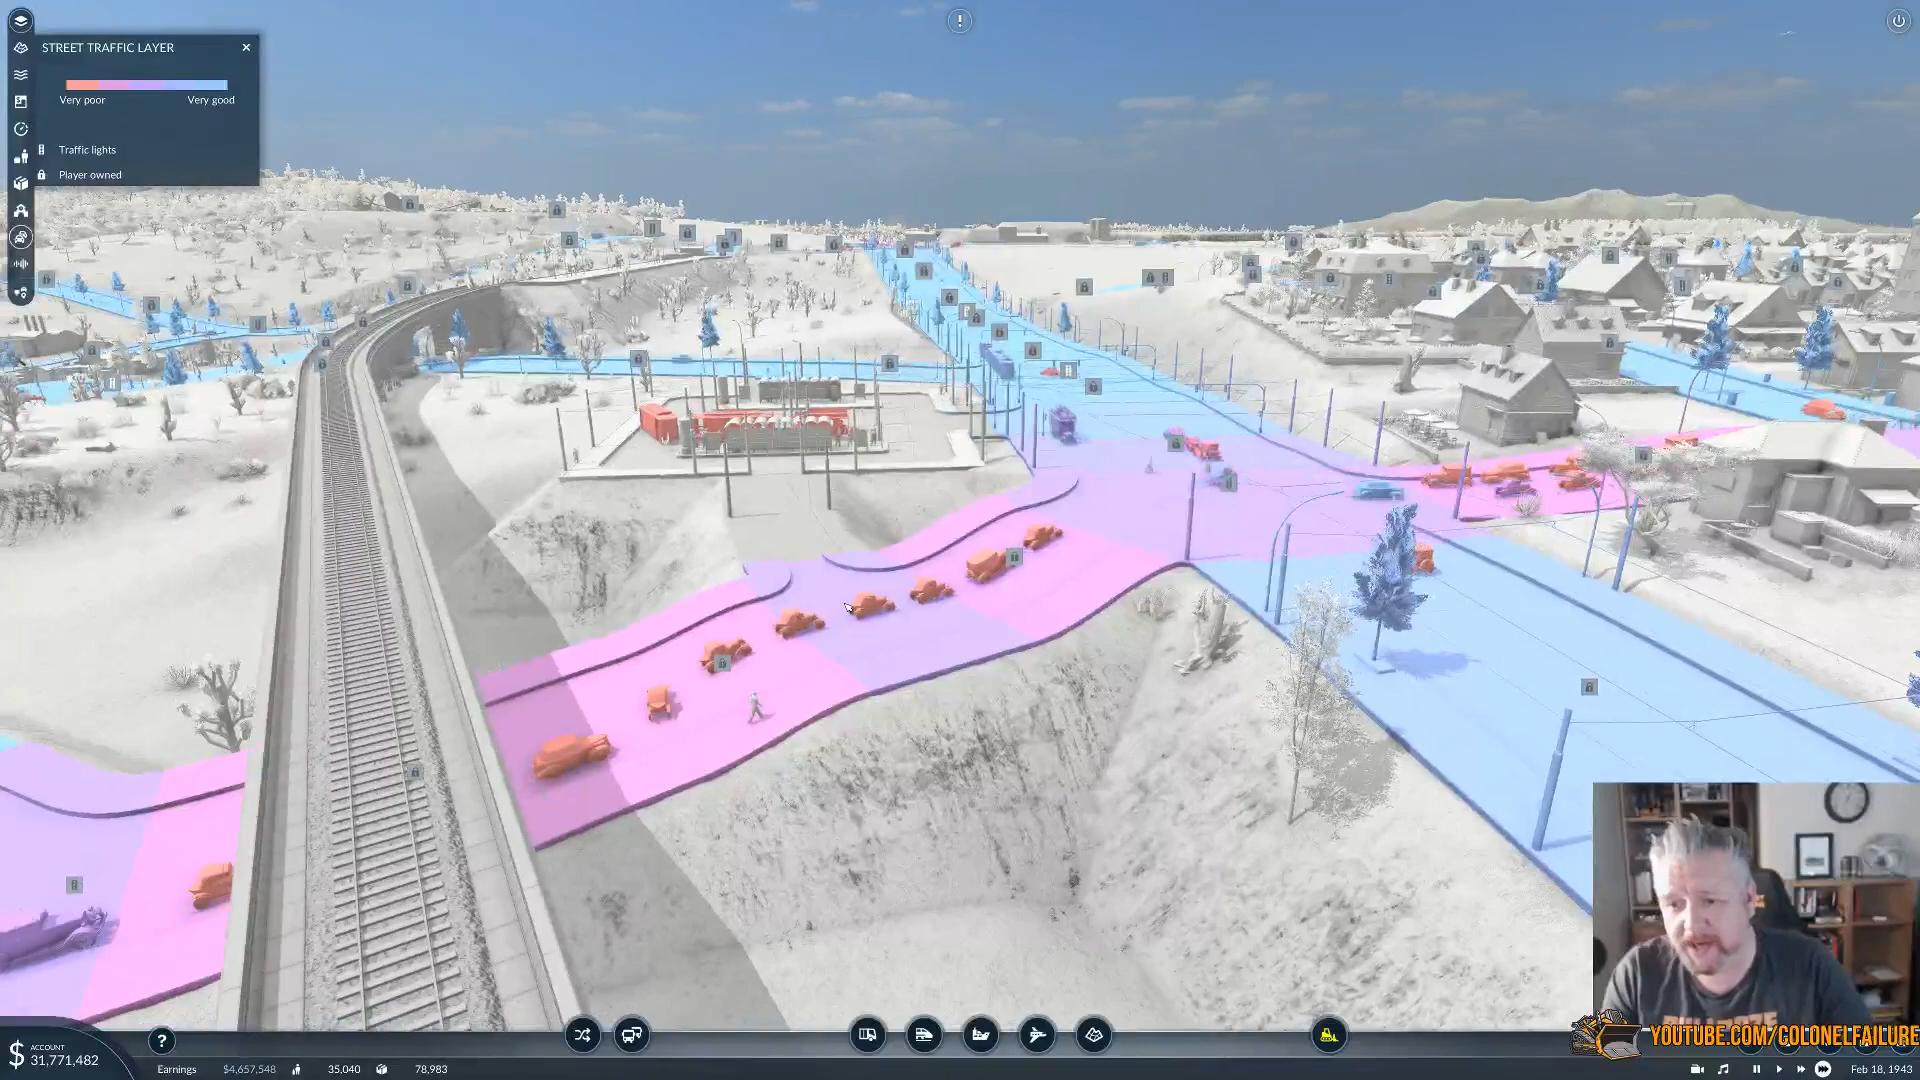 STREET TRAFFIC LAYER
Very poor Very good
Traffic lights
Player owned
ACCOUNT
$ 31,771,482
?
Earnings $4,657,548 35,040 78,983
YOUTUBE.COM/COLONELFAILURE
Feb 18, 1943